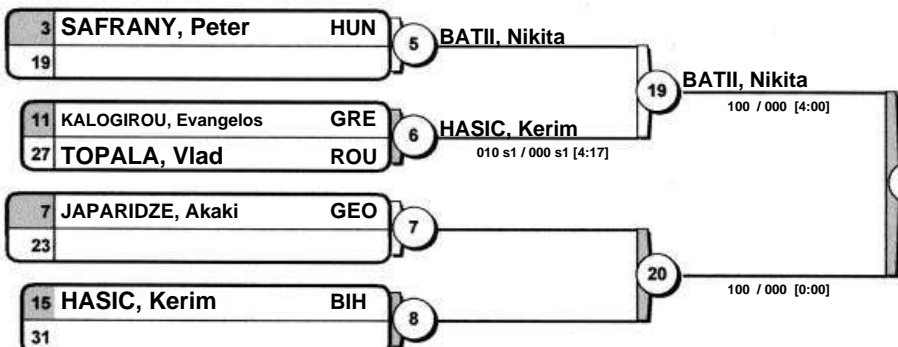 3 SAFRANY, Peter HUN
19
5 BATII, Nikita
11 KALOGIROU, Evangelos GRE
27 TOPALA, Vlad ROU
6 HASIC, Kerim
010 s1 / 000 s1 [4:17]
19 BATII, Nikita
100 / 000 [4:00]
7 JAPARIDZE, Akaki GEO
23
7
15 HASIC, Kerim BIH
31
8
20
100 / 000 [0:00]